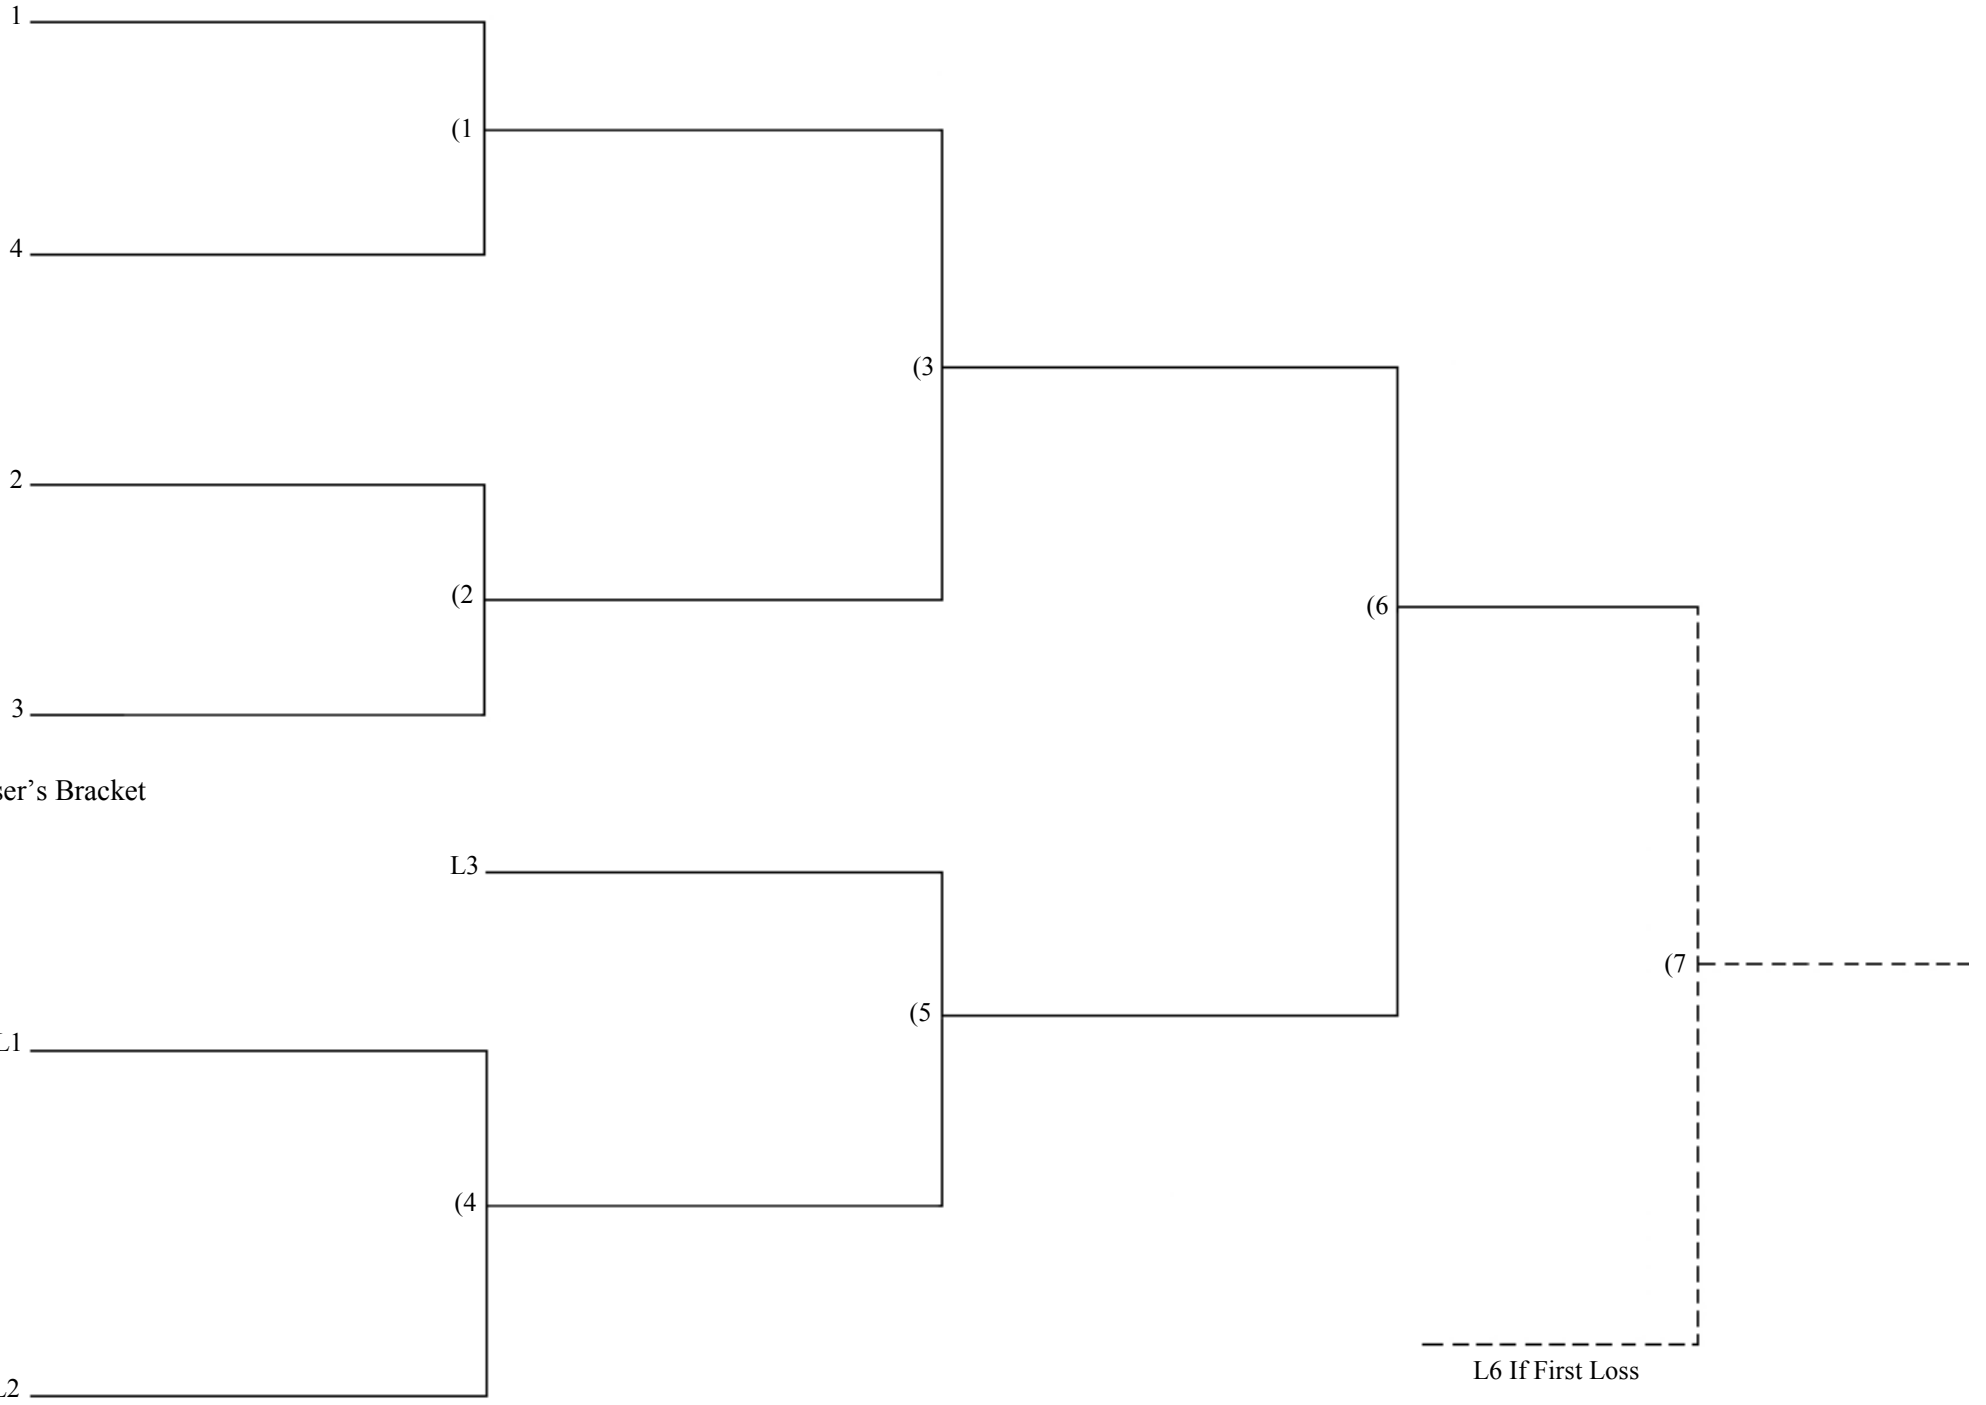 1
(1
4
(3
2
(2
(6
3
ser’s Bracket
L3
(7
(5
L1
(4
L6 If First Loss
L2